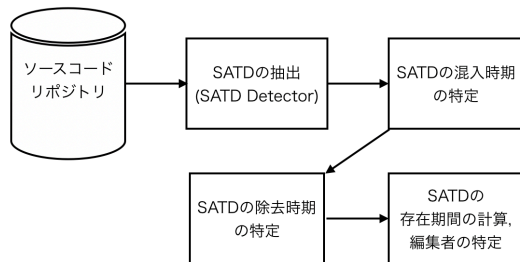 ソースコード
リポジトリ
SATDの抽出
(SATD Detector)
SATDの混入時期
の特定
SATDの除去時期
の特定
SATDの
存在期間の計算,
編集者の特定